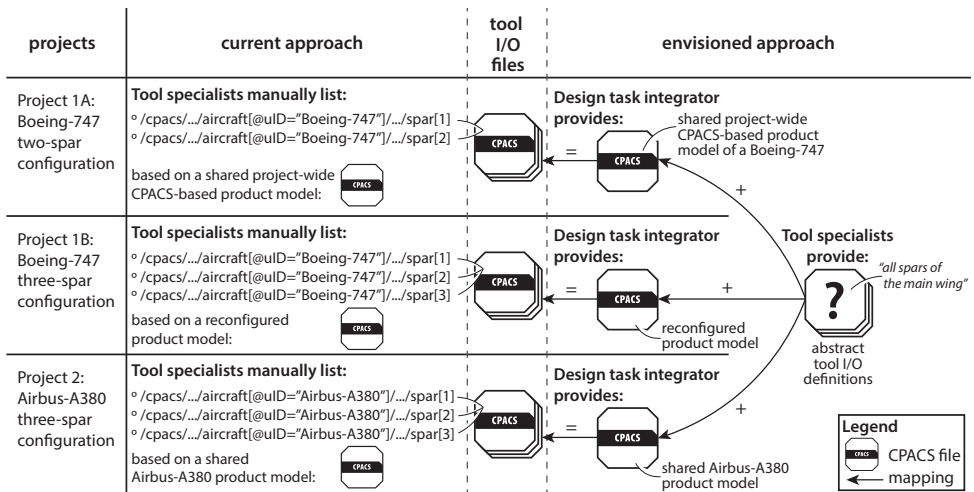 projects
current approach
tool
I/O
files
envisioned approach
Project 1A:
Boeing-747
two-spar
configuration
Tool specialists manually list:
º /cpacs/.../aircraft[@uID="Boeing-747"]/.../spar[1]
º /cpacs/.../aircraft[@uID="Boeing-747"]/.../spar[2]
based on a shared project-wide
CPACS-based product model:
CPACS
CPACS
Design task integrator
provides:
=
CPACS
shared project-wide
CPACS-based product
model of a Boeing-747
+
Project 1B:
Boeing-747
three-spar
configuration
Tool specialists manually list:
º /cpacs/.../aircraft[@uID="Boeing-747"]/.../spar[1]
º /cpacs/.../aircraft[@uID="Boeing-747"]/.../spar[2]
º /cpacs/.../aircraft[@uID="Boeing-747"]/.../spar[3]
based on a reconfigured
product model:
CPACS
CPACS
Design task integrator
provides:
=
CPACS
reconfigured
product model
+
Tool specialists
provide:
"all spars of
the main wing"
?
abstract
tool I/O
definitions
Project 2:
Airbus-A380
three-spar
configuration
Tool specialists manually list:
º /cpacs/.../aircraft[@uID="Airbus-A380"]/.../spar[1]
º /cpacs/.../aircraft[@uID="Airbus-A380"]/.../spar[2]
º /cpacs/.../aircraft[@uID="Airbus-A380"]/.../spar[3]
based on a shared
Airbus-A380 product model:
CPACS
CPACS
Design task integrator
provides:
=
CPACS
shared Airbus-A380
product model
+
Legend
CPACS
CPACS file
mapping